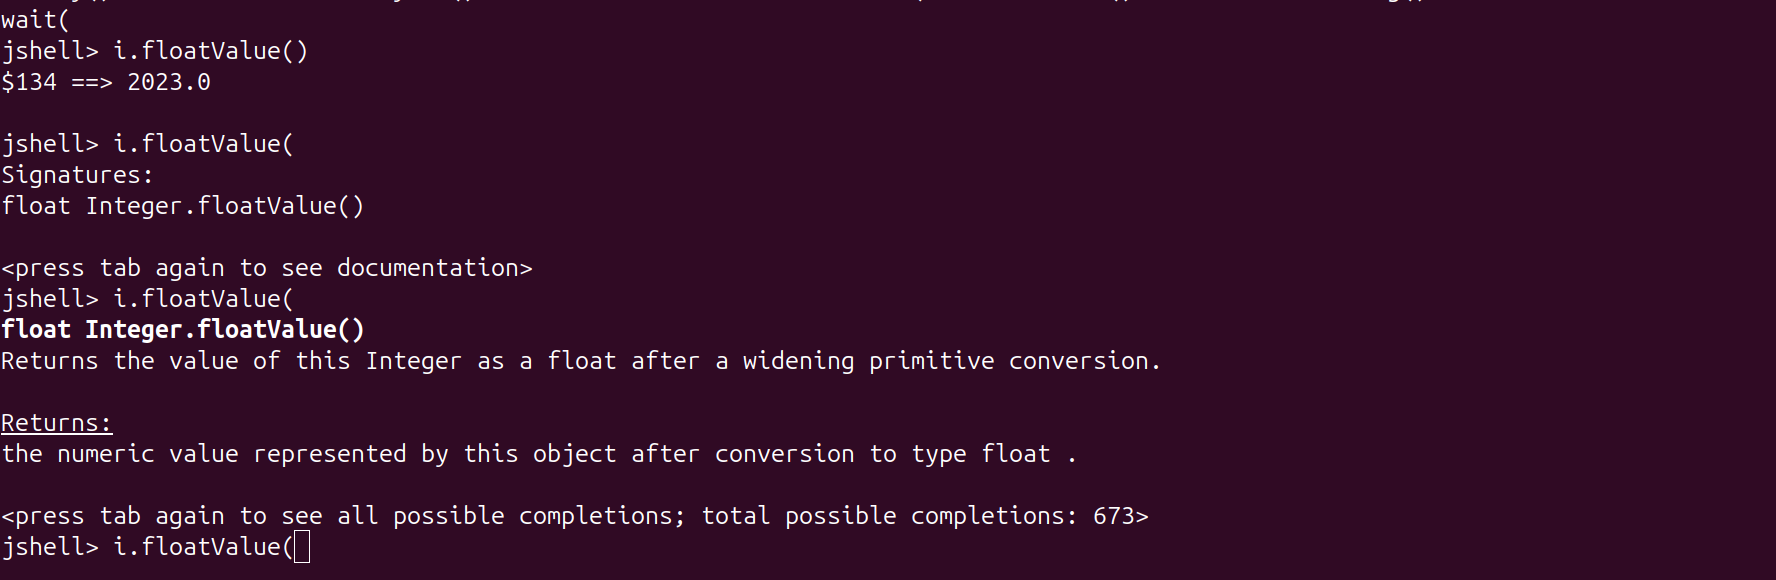 wait(
jshell> i.floatValue()
$134 ==> 2023.0
jshell> i.floatValue(
Signatures:
float Integer.floatValue()
<press tab again to see documentation>
jshell> i.floatValue(
float Integer.floatValue()
Returns the value of this Integer as a float after a widening primitive conversion.
Returns:
the numeric value represented by this object after conversion to type float .
<press tab again to see all possible completions; total possible completions: 673>
jshell> i.floatValue(